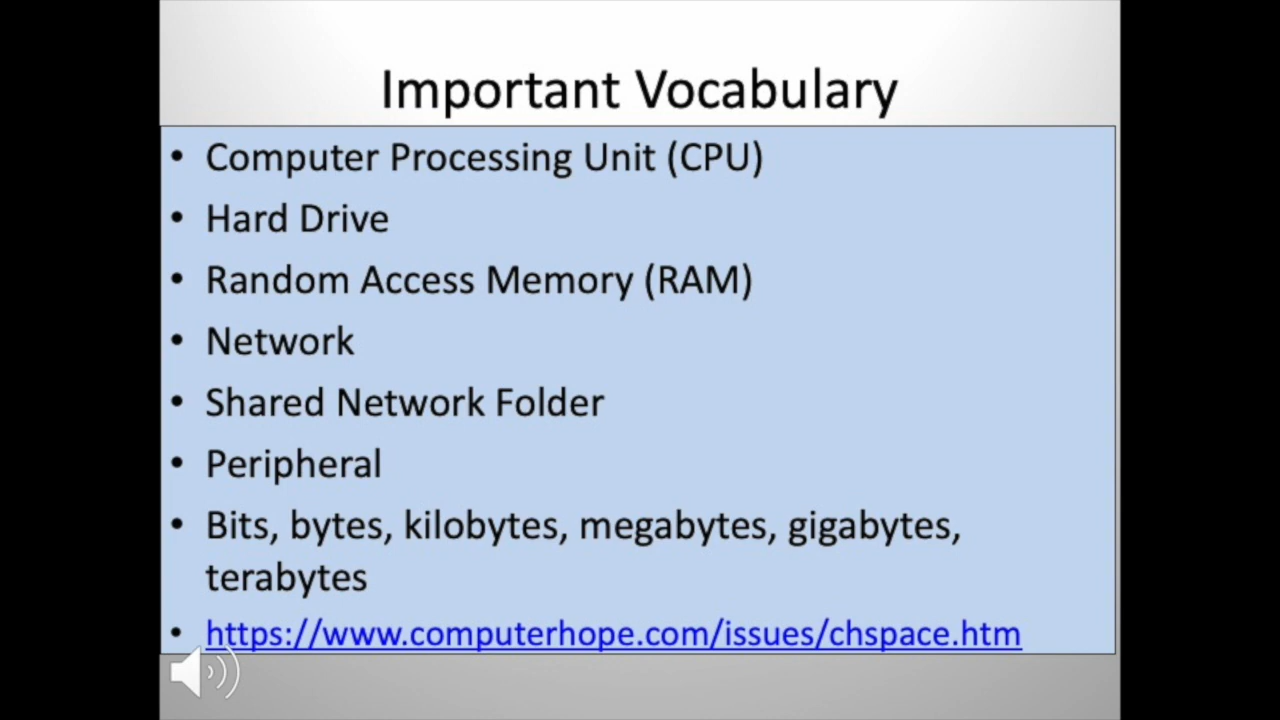 Important Vocabulary
• Computer Processing Unit (CPU)
• Hard Drive
• Random Access Memory (RAM)
• Network
• Shared Network Folder
• Peripheral
• Bits, bytes, kilobytes, megabytes, gigabytes,
terabytes
• https://www.computerhope.com/issues/chspace.htm